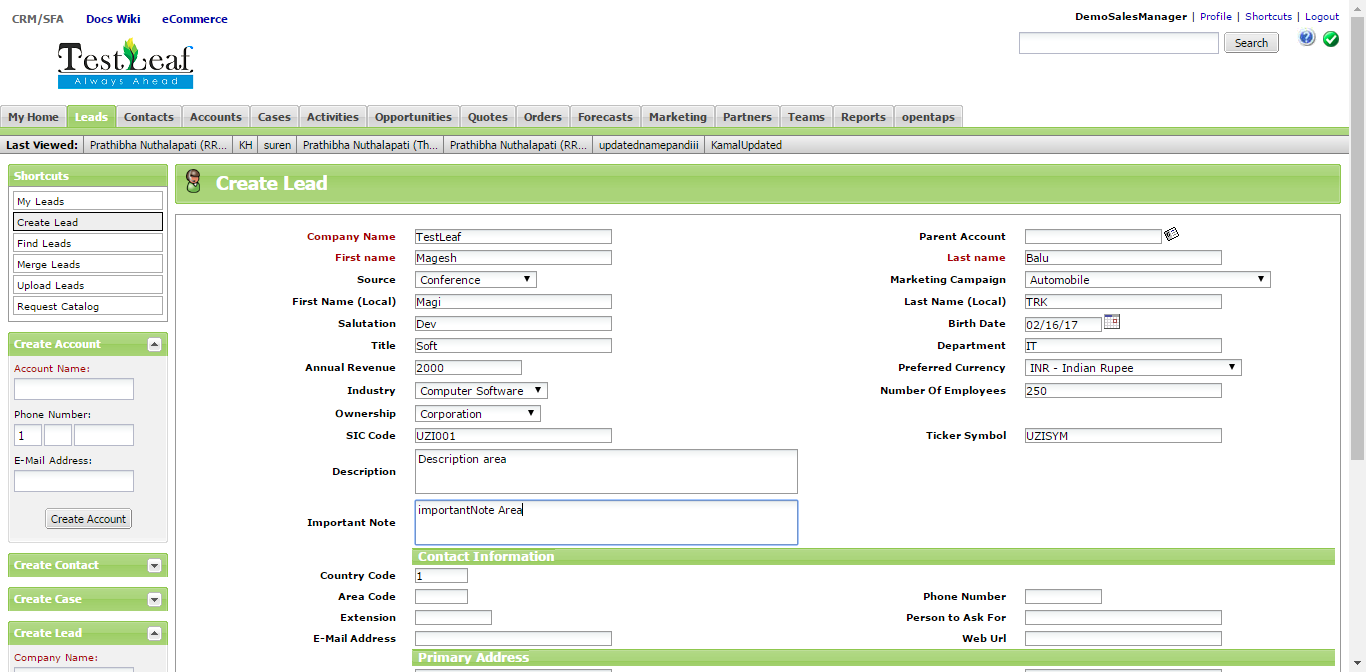 CRM/SFA Docs Wiki eCommerce
DemoSalesManager | Profile | Shortcuts | Logout
TestLeaf
Always Ahead
Search
My Home Leads Contacts Accounts Cases Activities Opportunities Quotes Orders Forecasts Marketing Partners Teams Reports opentaps
Last Viewed: Prathibha Nuthalapati (RR... KH suren Prathibha Nuthalapati (Th... Prathibha Nuthalapati (RR... updatednamepandiii KamalUpdated
Shortcuts
My Leads
Create Lead
Find Leads
Merge Leads
Upload Leads
Request Catalog
Create Account
Account Name:
Phone Number:
1
E-Mail Address:
Create Account
Create Contact
Create Case
Create Lead
Company Name:
Create Lead
Company Name TestLeaf Parent Account
First name Magesh Last name Balu
Source Conference Marketing Campaign Automobile
First Name (Local) Magi Last Name (Local) TRK
Salutation Dev Birth Date 02/16/17
Title Soft Department IT
Annual Revenue 2000 Preferred Currency INR - Indian Rupee
Industry Computer Software Number Of Employees 250
Ownership Corporation
SIC Code UZI001 Ticker Symbol UZISYM
Description Description area
Important Note importantNote Area
Contact Information
Country Code 1
Area Code Phone Number
Extension Person to Ask For
E-Mail Address Web Url
Primary Address